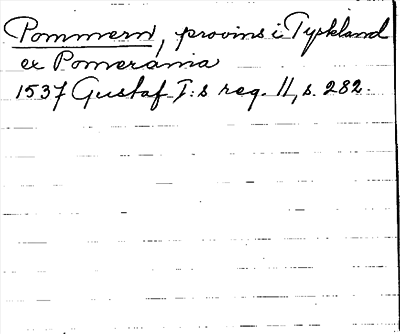 Pommern, provins i Tyskland
ex Pomerania
1537 Gustaf I:s reg. 11, s. 282.